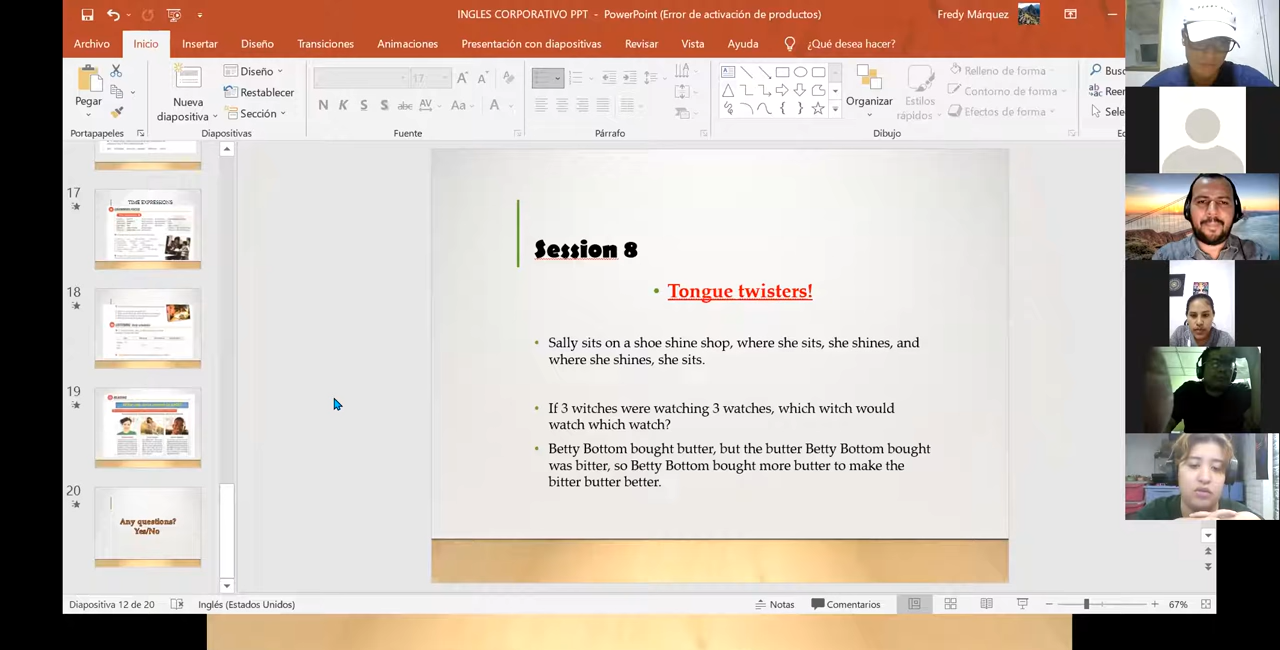 INGLES CORPORATIVO PPT - PowerPoint (Error de activación de productos)
Fredy Márquez
Archivo Inicio Insertar Diseño Transiciones Animaciones Presentación con diapositivas Revisar Vista Ayuda ¿Qué desea hacer?
Pegar
Nueva diapositiva
Diseño
Restablecer
Sección
17
N K S S abc AV Aa A
Organizar
Estilos rápidos
Relleno de forma
Contorno de forma
Efectos de forma
Portapapeles Diapositivas Fuente Párrafo Dibujo
17
TIME EXPRESSIONS
18
19
20
Any questions?
Yes/No
Session 8
• Tongue twisters!
• Sally sits on a shoe shine shop, where she sits, she shines, and
where she shines, she sits.
• If 3 witches were watching 3 watches, which witch would
watch which watch?
• Betty Bottom bought butter, but the butter Betty Bottom bought
was bitter, so Betty Bottom bought more butter to make the
bitter butter better.
Diapositiva 12 de 20 Inglés (Estados Unidos) Notas Comentarios 67%